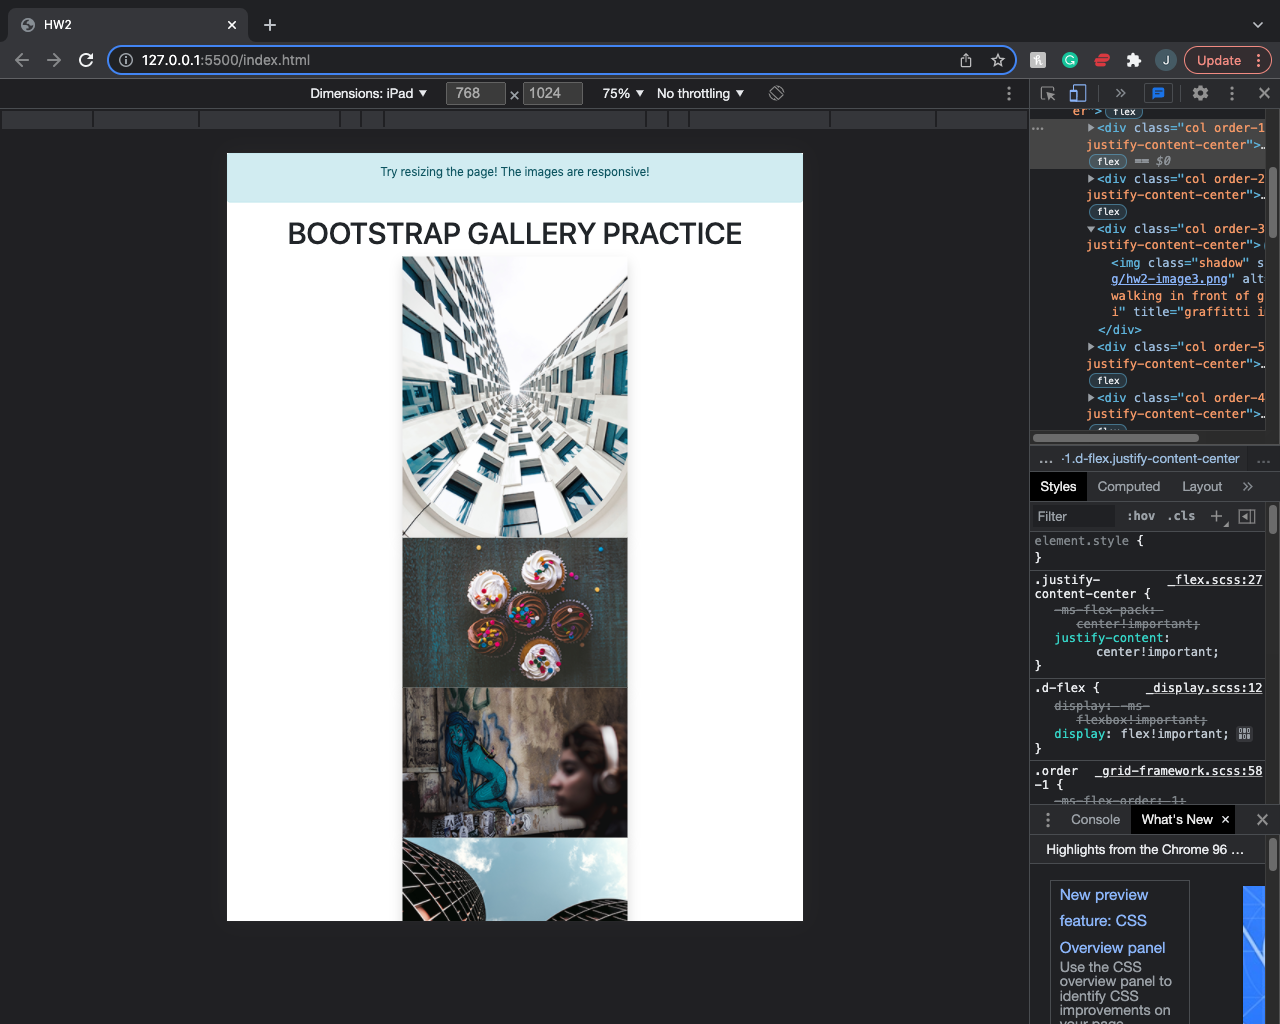 HW2
127.0.0.1:5500/index.html
J
Update
Dimensions: iPad
768
×
1024
75%
No throttling
er">
flex
<div class="col order-1
justify-content-center">…
flex
== $0
<div class="col order-2
justify-content-center">…
flex
<div class="col order-3
justify-content-center">
<img class="shadow" s
g/hw2-image3.png" alt
walking in front of g
i" title="graffitti i
</div>
<div class="col order-5
justify-content-center">…
flex
<div class="col order-4
justify-content-center">…
flex
... ·1.d-flex.justify-content-center ...
Styles
Computed
Layout
Filter
:hov
.cls
element.style {
}
.justify-
content-center {
_flex.scss:27
-ms-flex-pack:
center!important;
justify-content:
center!important;
}
.d-flex {
_display.scss:12
display: -ms-
flexbox!important;
display: flex!important;
}
.order
-1 {
_grid-framework.scss:58
-ms-flex-order: 1;
Console
What's New
Highlights from the Chrome 96 ...
New preview
feature: CSS
Overview panel
Use the CSS
overview panel to
identify CSS
improvements on
your page
Try resizing the page! The images are responsive!
BOOTSTRAP GALLERY PRACTICE